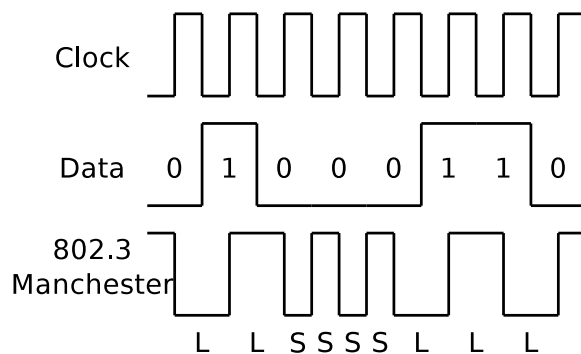 Clock
Data 0 1 0 0 0 1 1 0
802.3
Manchester
L L S S S S L L L